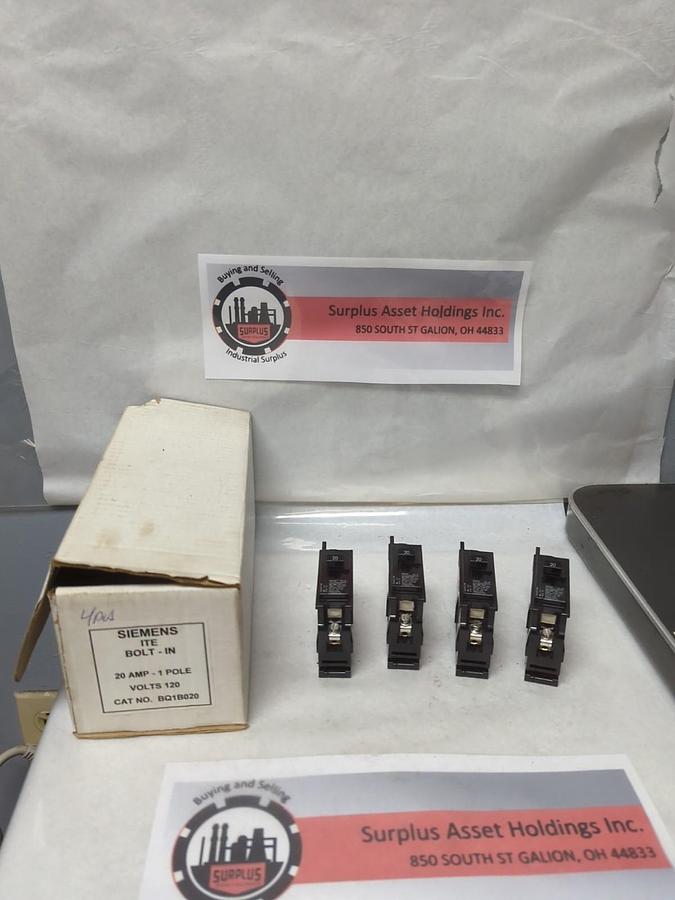 Buying and Selling
SURPLUS
Industrial Surplus
Surplus Asset Holdings Inc.
850 SOUTH ST GALION, OH 44833
20
20
20
20
4pcs
SIEMENS
ITE
BOLT - IN
20 AMP - 1 POLE
VOLTS 120
CAT NO. BQ1B020
Buying and Selling
SURPLUS
Surplus Asset Holdings Inc.
850 SOUTH ST GALION, OH 44833